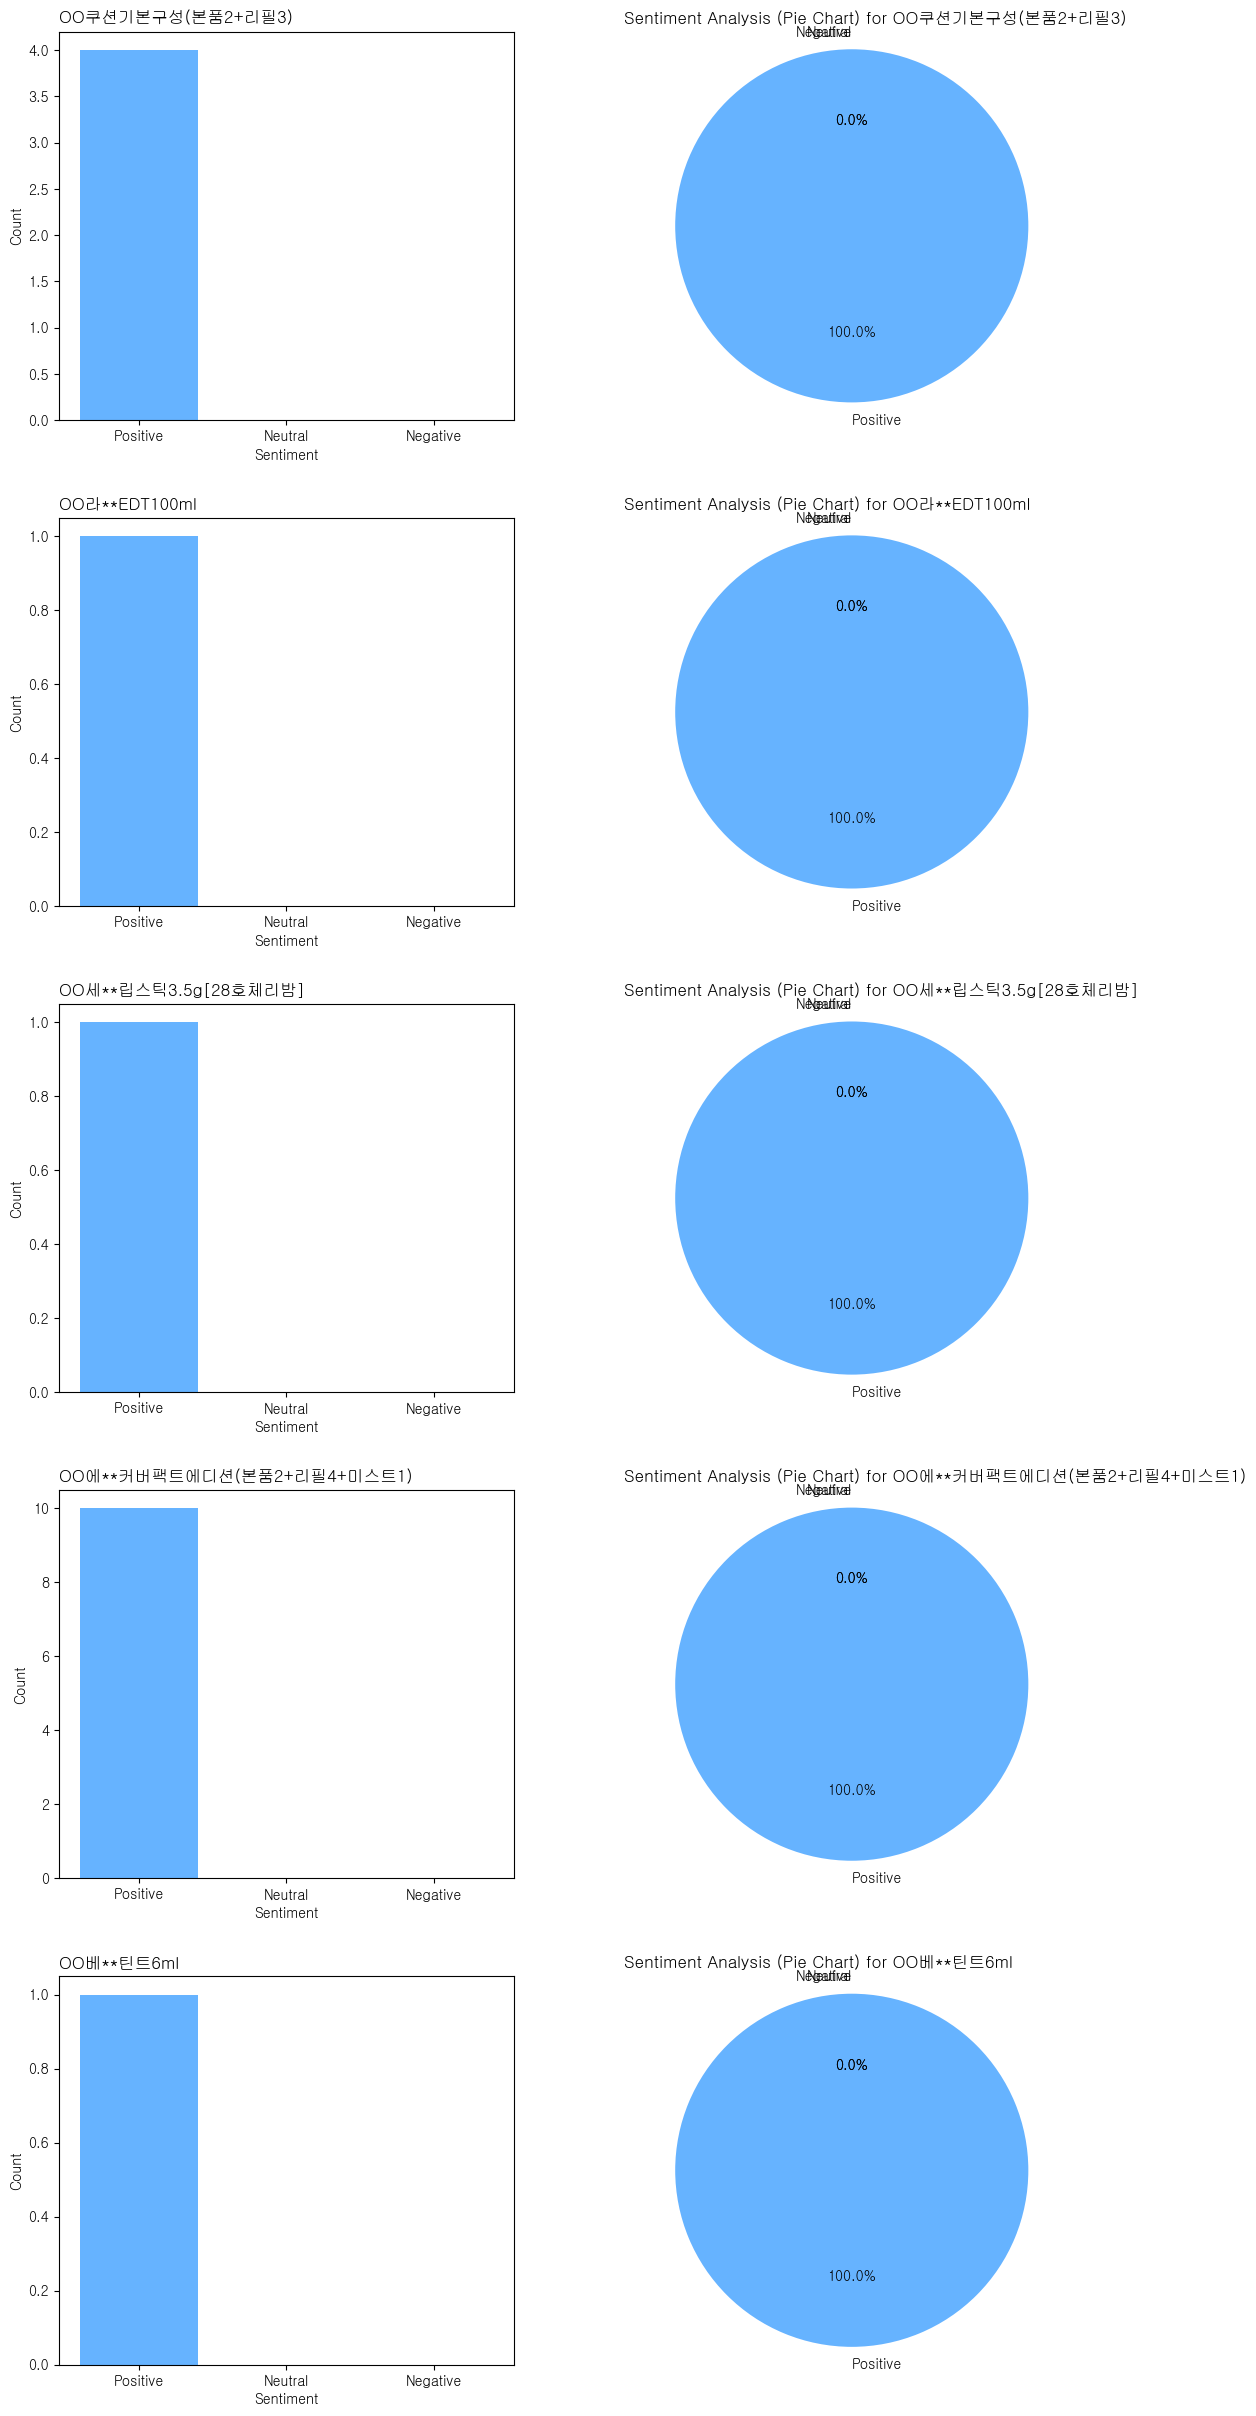 OO쿠션기본구성(본품2+리필3)
4.0
3.5
3.0
2.5
2.0
1.5
1.0
0.5
0.0
Count
Positive Neutral Negative
Sentiment
Sentiment Analysis (Pie Chart) for OO쿠션기본구성(본품2+리필3)
Negative
Neutral
0.0%
100.0%
Positive
OO라**EDT100ml
1.0
0.8
0.6
0.4
0.2
0.0
Count
Positive Neutral Negative
Sentiment
Sentiment Analysis (Pie Chart) for OO라**EDT100ml
Negative
Neutral
0.0%
100.0%
Positive
OO세**립스틱3.5g[28호체리밤]
1.0
0.8
0.6
0.4
0.2
0.0
Count
Positive Neutral Negative
Sentiment
Sentiment Analysis (Pie Chart) for OO세**립스틱3.5g[28호체리밤]
Negative
Neutral
0.0%
100.0%
Positive
OO에**커버팩트에디션(본품2+리필4+미스트1)
10
8
6
4
2
0
Count
Positive Neutral Negative
Sentiment
Sentiment Analysis (Pie Chart) for OO에**커버팩트에디션(본품2+리필4+미스트1)
Negative
Neutral
0.0%
100.0%
Positive
OO베**틴트6ml
1.0
0.8
0.6
0.4
0.2
0.0
Count
Positive Neutral Negative
Sentiment
Sentiment Analysis (Pie Chart) for OO베**틴트6ml
Negative
Neutral
0.0%
100.0%
Positive